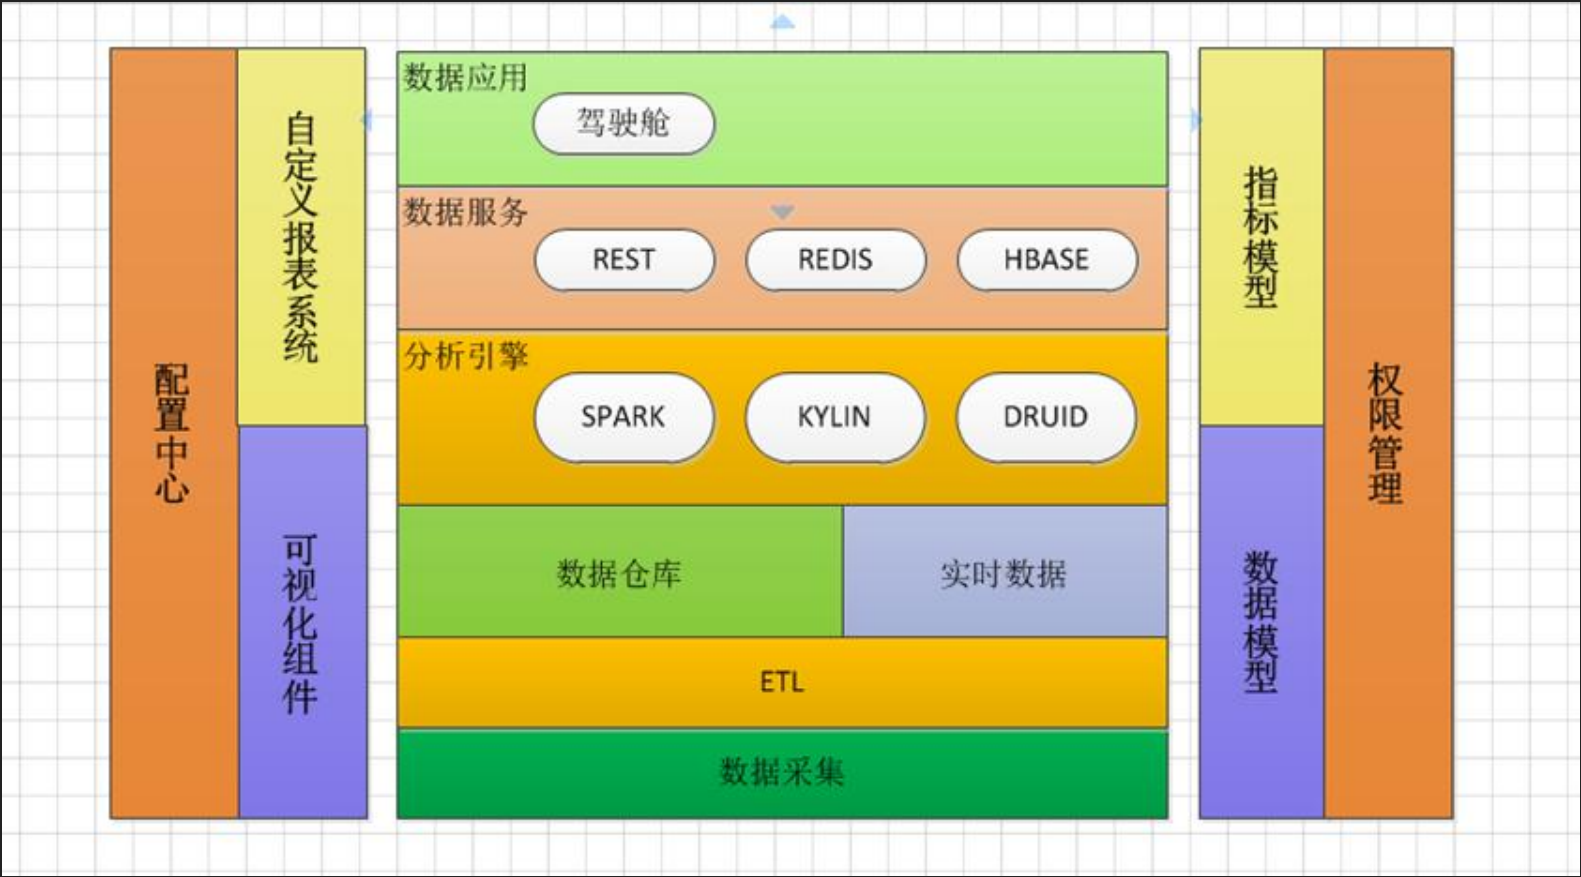 配置中心
自定义报表系统
可视化组件
数据应用
驾驶舱
数据服务
REST
REDIS
HBASE
分析引擎
SPARK
KYLIN
DRUID
数据仓库
实时数据
ETL
数据采集
指标模型
数据模型
权限管理